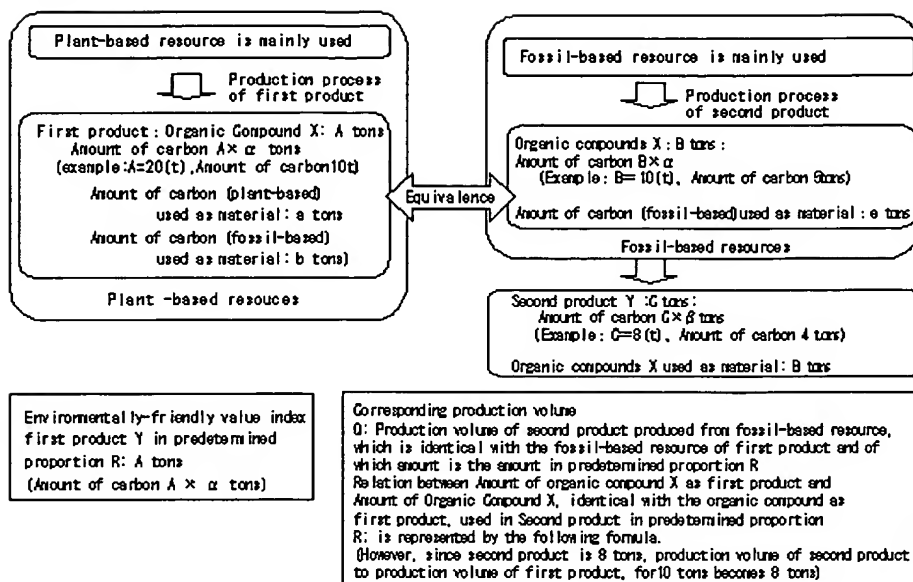 Plant-based resource is mainly used
Production process
of first product
First product : Organic Compound X: A tons
Amount of carbon A× α tons
(example:A=20(t),Amount of carbon10t)
Amount of carbon (plant-based)
used as material: a tons
Amount of carbon (fossil-based)
used as material: b tons)
Plant -based resouces
Equivalence
Fossil-based resource is mainly used
Production process
of second product
Organic compounds X : B tons :
Amount of carbon B× α
(Example: B= 10(t), Amount of carbon 5tons)
Amount of carbon (fossil-based)used as material : e tons
Fossil-based resources
Second product Y :C tons:
Amount of carbon C× β tons
(Example: C=8(t), Amount of carbon 4 tons)
Organic compounds X used as material: B tons
Environmentally-friendly value index
first product Y in predetermined
proportion R: A tons
(Amount of carbon A × α tons)
Corresponding production volume
Q: Production volume of second product produced from fossil-based resource,
which is identical with the fossil-based resource of first product and of
which amount is the amount in predetermined proportion R
Relation between Amount of organic compound X as first product and
Amount of Organic Compound X, identical with the organic compound as
first product, used in Second product in predetermined proportion
R: is represented by the following formula.
(However, since second product is 8 tons, production volume of second product
to production volume of first product, for10 tons becomes 8 tons)